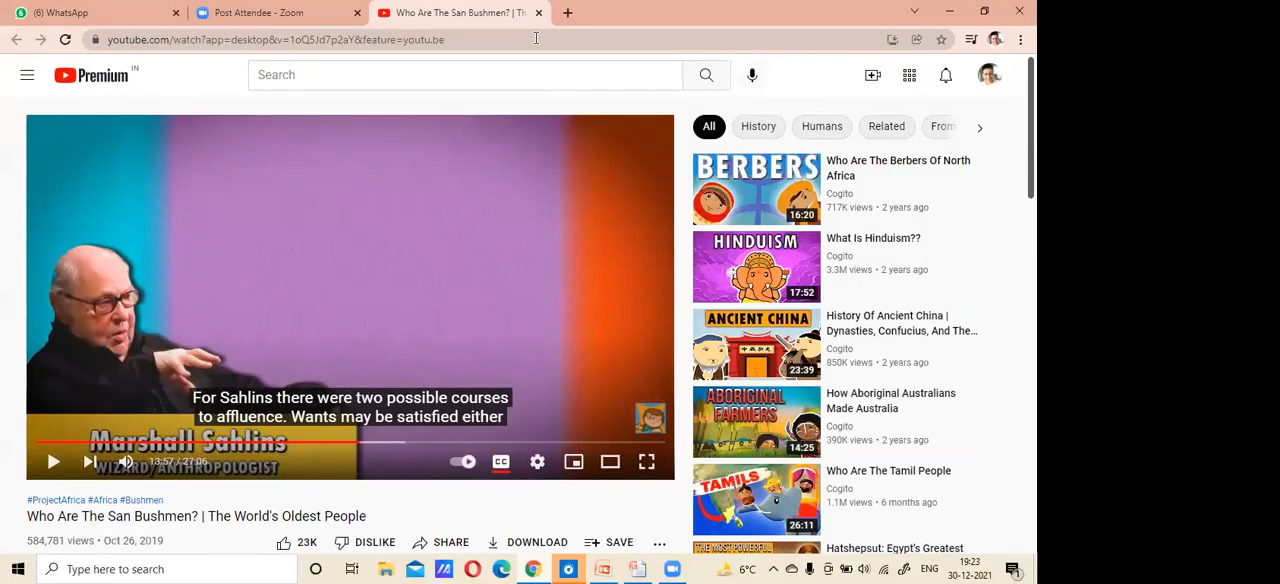 (6) WhatsApp
Post Attendee - Zoom
Who Are The San Bushmen? | Th
youtube.com/watch?app=desktop&v=1oQ5Jd7p2aY&feature=youtu.be
Premium IN
Search
All
History
Humans
Related
From
BERBERS
16:20
Who Are The Berbers Of North
Africa
Cogito
717K views • 2 years ago
HINDUISM
17:52
What Is Hinduism??
Cogito
3.3M views • 2 years ago
ANCIENT CHINA
23:39
History Of Ancient China |
Dynasties, Confucius, And The...
Cogito
850K views • 2 years ago
ABORIGINAL
FARMERS
14:25
How Aboriginal Australians
Made Australia
Cogito
390K views • 2 years ago
TAMILS
26:11
Who Are The Tamil People
Cogito
1.1M views • 6 months ago
THE MOST POWERFUL
Hatshepsut: Egypt's Greatest
For Sahlins there were two possible courses
to affluence. Wants may be satisfied either
Marshall Sahlins
WIZARD/ANTHROPOLOGIST
13:57 / 27:06
CC
#ProjectAfrica #Africa #Bushmen
Who Are The San Bushmen? | The World's Oldest People
584,781 views • Oct 26, 2019
23K
DISLIKE
SHARE
DOWNLOAD
SAVE
Type here to search
6°C
ENG
19:23
30-12-2021